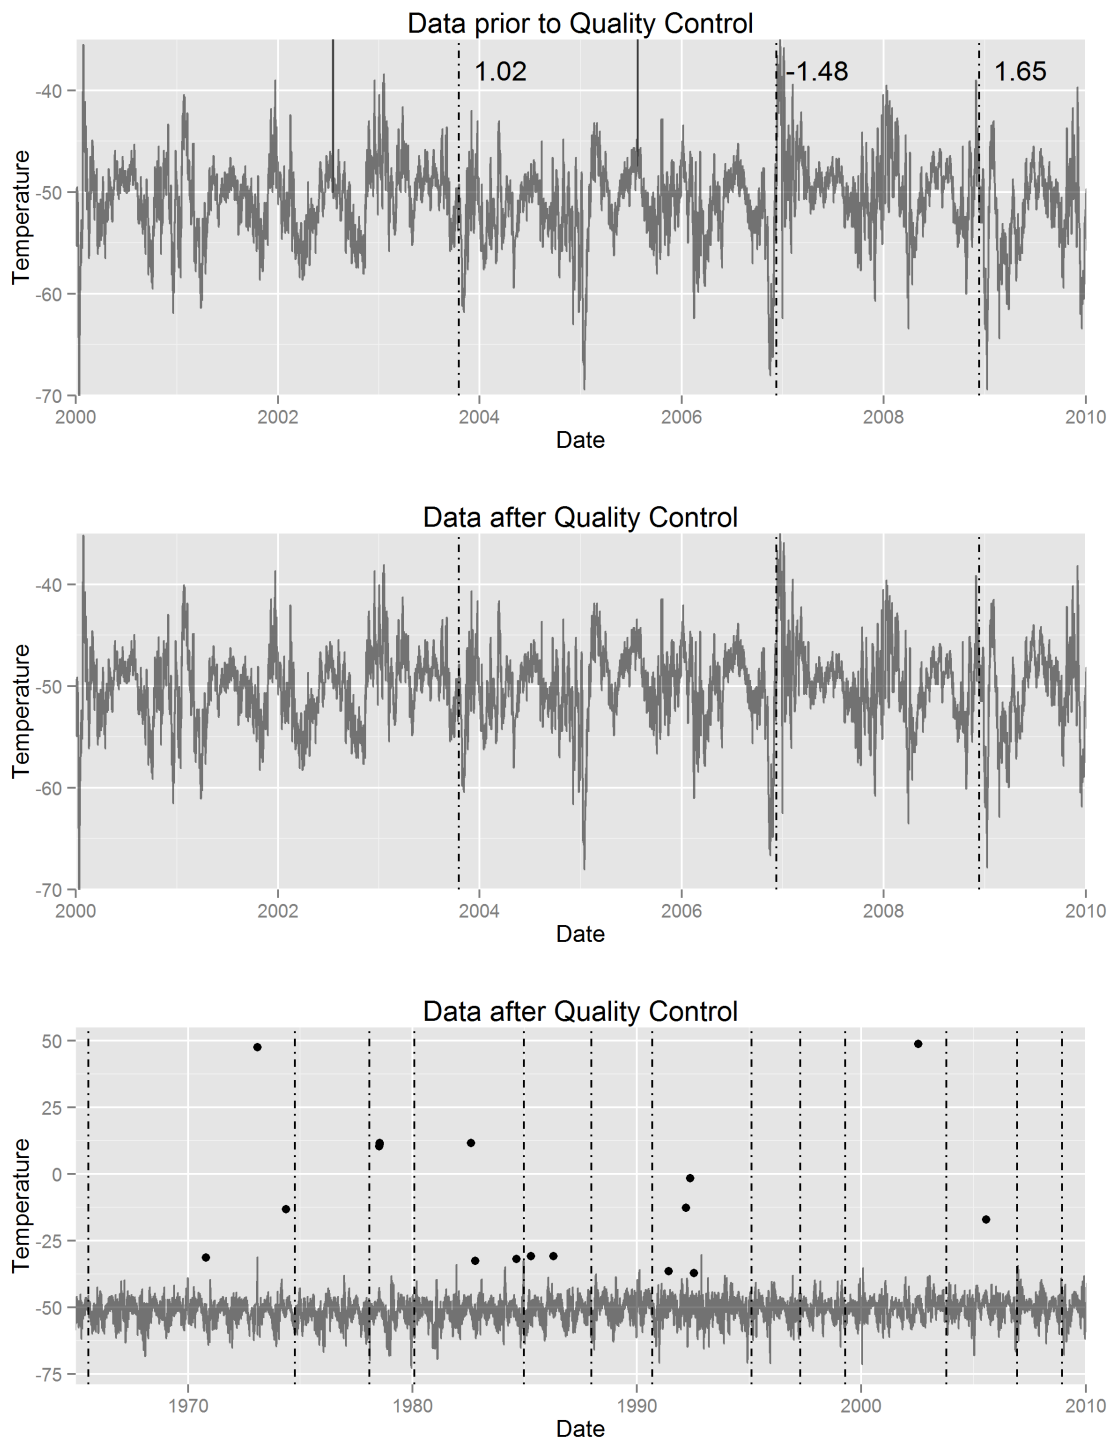 Data prior to Quality Control
1.02
-1.48
1.65
-40
-50
-60
-70
Temperature
2000 2002 2004 2006 2008 2010
Date
Data after Quality Control
-40
-50
-60
-70
Temperature
2000 2002 2004 2006 2008 2010
Date
Data after Quality Control
50
25
0
-25
-50
-75
Temperature
1970 1980 1990 2000 2010
Date